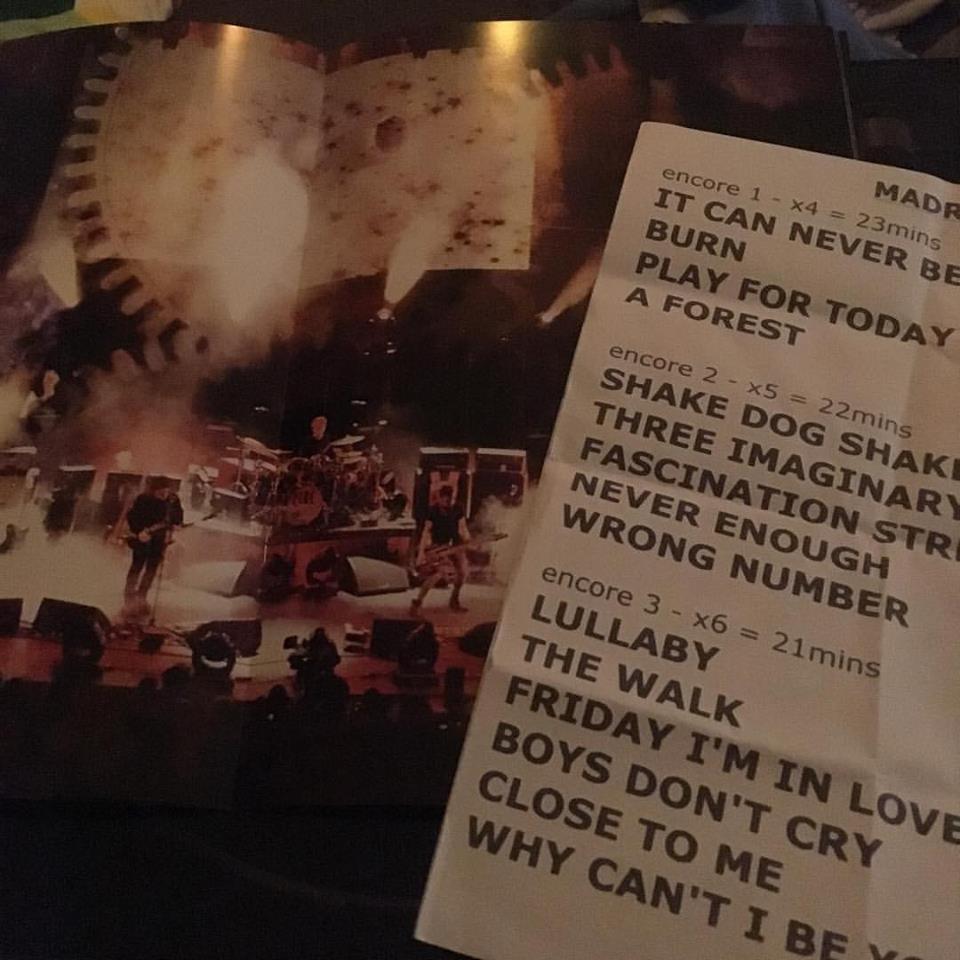 MADR
encore 1 - x4 = 23mins
IT CAN NEVER BE
BURN
PLAY FOR TODAY
A FOREST
encore 2 - x5 = 22mins
SHAKE DOG SHAKE
THREE IMAGINARY
FASCINATION STRE
NEVER ENOUGH
WRONG NUMBER
encore 3 - x6 = 21mins
LULLABY
THE WALK
FRIDAY I'M IN LOVE
BOYS DON'T CRY
CLOSE TO ME
WHY CAN'T I BE YO